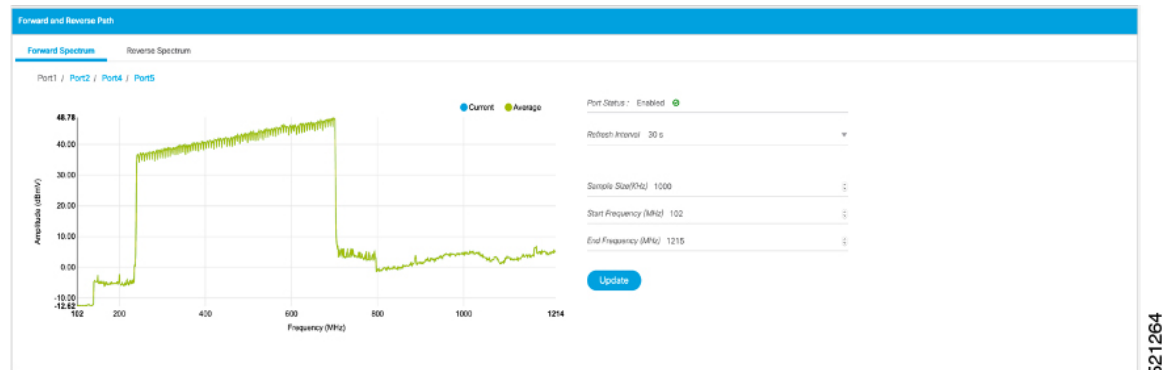 Forward and Reverse Path
Forward Spectrum Reverse Spectrum
Port1 / Port2 / Port4 / Port5
Current Average
48.78
40.00
30.00
20.00
10.00
0.00
-10.00
-12.62
Amplitude (dBmV)
102 200 400 600 800 1000 1214
Frequency (MHz)
Port Status : Enabled
Refresh Interval 30 s
Sample Size(KHz) 1000
Start Frequency (MHz) 102
End Frequency (MHz) 1215
Update
521264